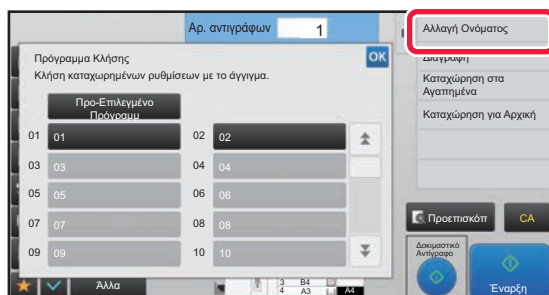 Αρ. αντιγράφων 1
Αλλαγή Ονόματος
Πρόγραμμα Κλήσης
OK
Διαγραφή
Κλήση καταχωρημένων ρυθμίσεων με το άγγιγμα.
Καταχώρηση στα
Αγαπημένα
Προ-Επιλεγμένο
Πρόγραμμ
Καταχώρηση για Αρχική
01 01 02 02
03 03 04 04
05 05 06 06
07 07 08 08
Προεπισκόπ CA
09 09 10 10
Δοκιμαστικό
Αντίγραφο
Άλλα
3 B4
4 A3 A4
Έναρξη